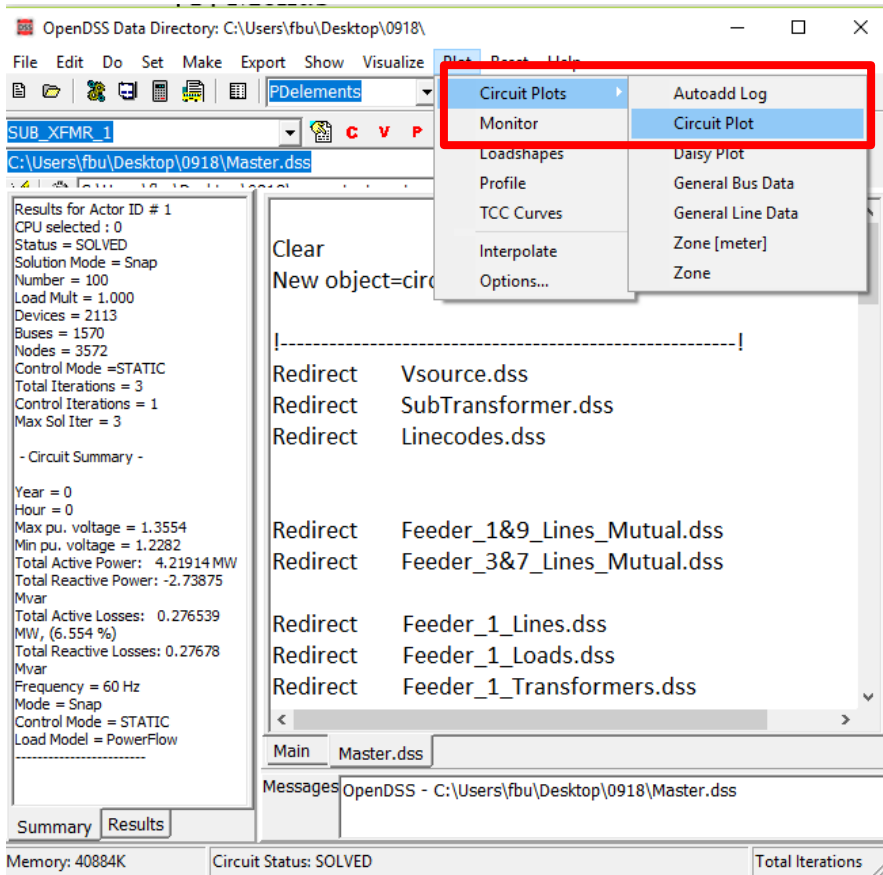 OpenDSS Data Directory: C:\Users\fbu\Desktop\0918\
File Edit Do Set Make Export Show Visualize Plot Reset Help
PDelements
SUB_XFMR_1
C V P
C:\Users\fbu\Desktop\0918\Master.dss
Circuit Plots
Monitor
Loadshapes
Profile
TCC Curves
Interpolate
Options...
Autoadd Log
Circuit Plot
Daisy Plot
General Bus Data
General Line Data
Zone [meter]
Zone
Results for Actor ID # 1
CPU selected : 0
Status = SOLVED
Solution Mode = Snap
Number = 100
Load Mult = 1.000
Devices = 2113
Buses = 1570
Nodes = 3572
Control Mode =STATIC
Total Iterations = 3
Control Iterations = 1
Max Sol Iter = 3
- Circuit Summary -
Year = 0
Hour = 0
Max pu. voltage = 1.3554
Min pu. voltage = 1.2282
Total Active Power: 4.21914 MW
Total Reactive Power: -2.73875
Mvar
Total Active Losses: 0.276539
MW, (6.554 %)
Total Reactive Losses: 0.27678
Mvar
Frequency = 60 Hz
Mode = Snap
Control Mode = STATIC
Load Model = PowerFlow
------------------------
Summary Results
Clear
New object=circ
!--------------------------------------------------------!
Redirect Vsource.dss
Redirect SubTransformer.dss
Redirect Linecodes.dss
Redirect Feeder_1&9_Lines_Mutual.dss
Redirect Feeder_3&7_Lines_Mutual.dss
Redirect Feeder_1_Lines.dss
Redirect Feeder_1_Loads.dss
Redirect Feeder_1_Transformers.dss
Main Master.dss
Messages OpenDSS - C:\Users\fbu\Desktop\0918\Master.dss
Memory: 40884K Circuit Status: SOLVED Total Iterations